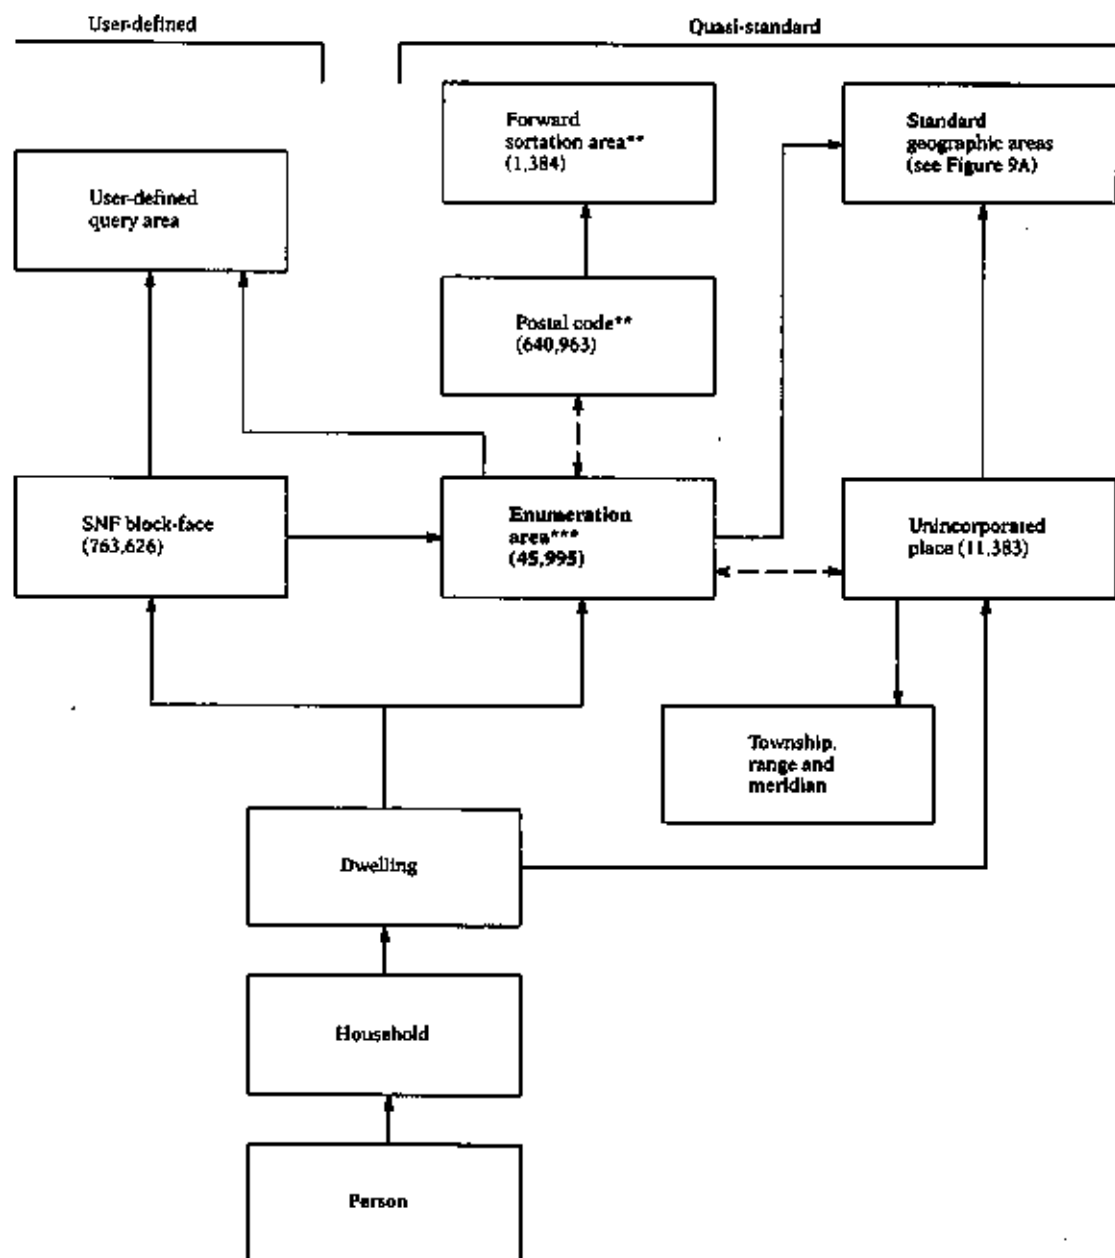 User-defined
Quasi-standard
Forward
sortation area**
(1,384)
Standard
geographic areas
(see Figure 9A)
User-defined
query area
Postal code**
(640,963)
SNF block-face
(763,626)
Enumeration
area***
(45,995)
Unincorporated
place (11,383)
Township,
range and
meridian
Dwelling
Household
Person